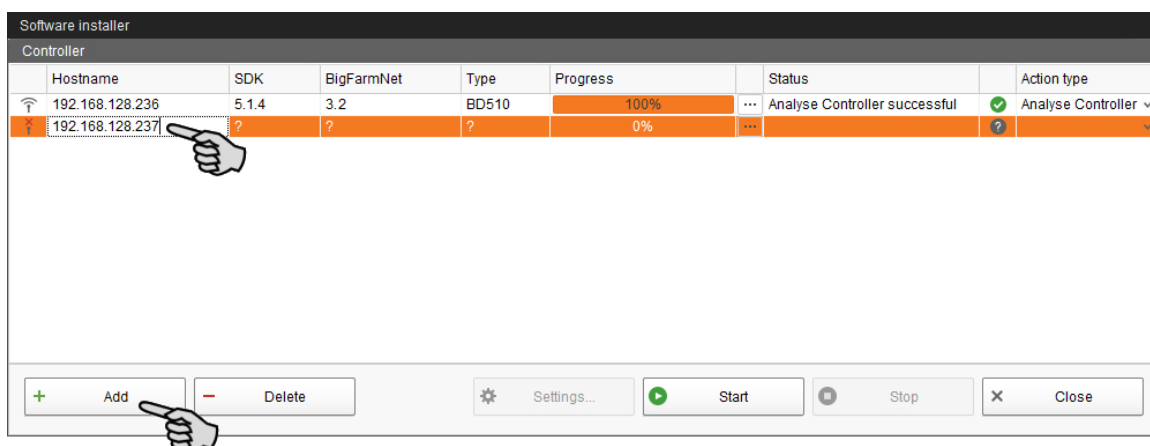 Software installer
Controller
Hostname SDK BigFarmNet Type Progress Status Action type
192.168.128.236 5.1.4 3.2 BD510 100% ... Analyse Controller successful Analyse Controller
192.168.128.237 ? ? ? 0% ... ?
+ Add − Delete Settings... Start Stop × Close